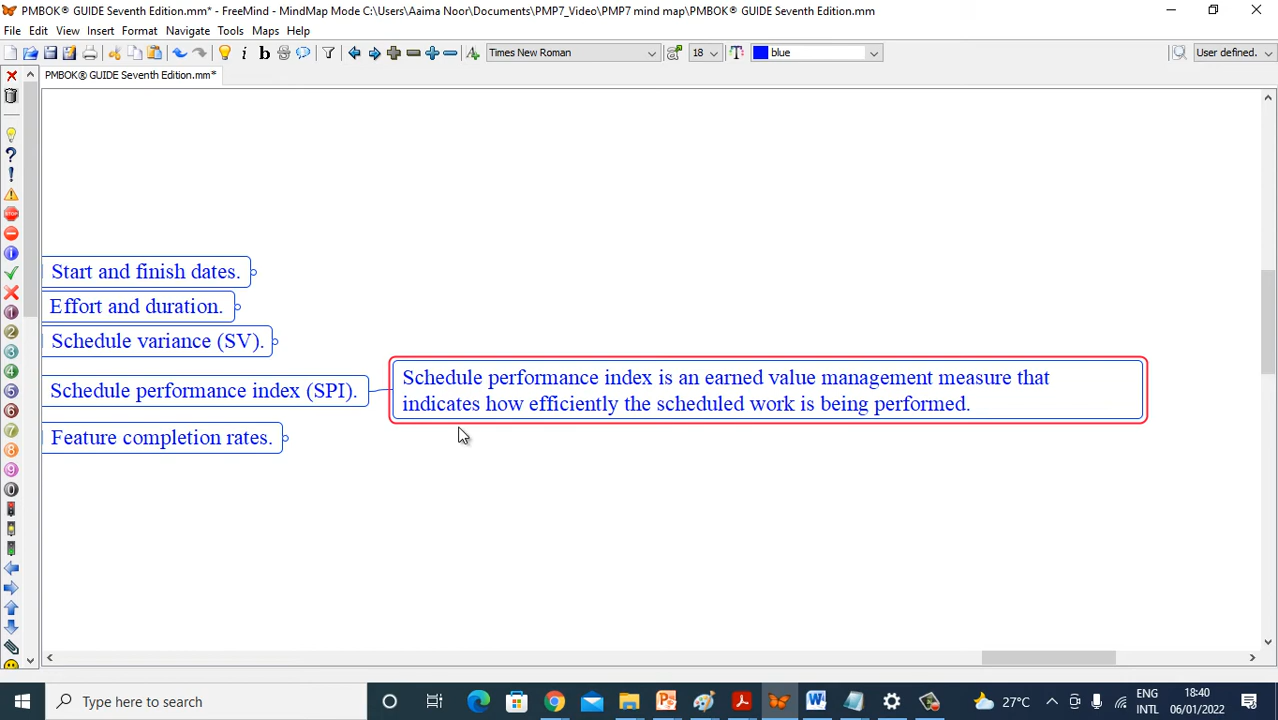 PMBOK® GUIDE Seventh Edition.mm* - FreeMind - MindMap Mode C:\Users\Aaima Noor\Documents\PMP7_Video\PMP7 mind map\PMBOK® GUIDE Seventh Edition.mm
File Edit View Insert Format Navigate Tools Maps Help
Times New Roman 18 blue User defined.
PMBOK® GUIDE Seventh Edition.mm*
Start and finish dates.
Effort and duration.
Schedule variance (SV).
Schedule performance index (SPI).
Schedule performance index is an earned value management measure that
indicates how efficiently the scheduled work is being performed.
Feature completion rates.
Type here to search
27°C
ENG
INTL
18:40
06/01/2022